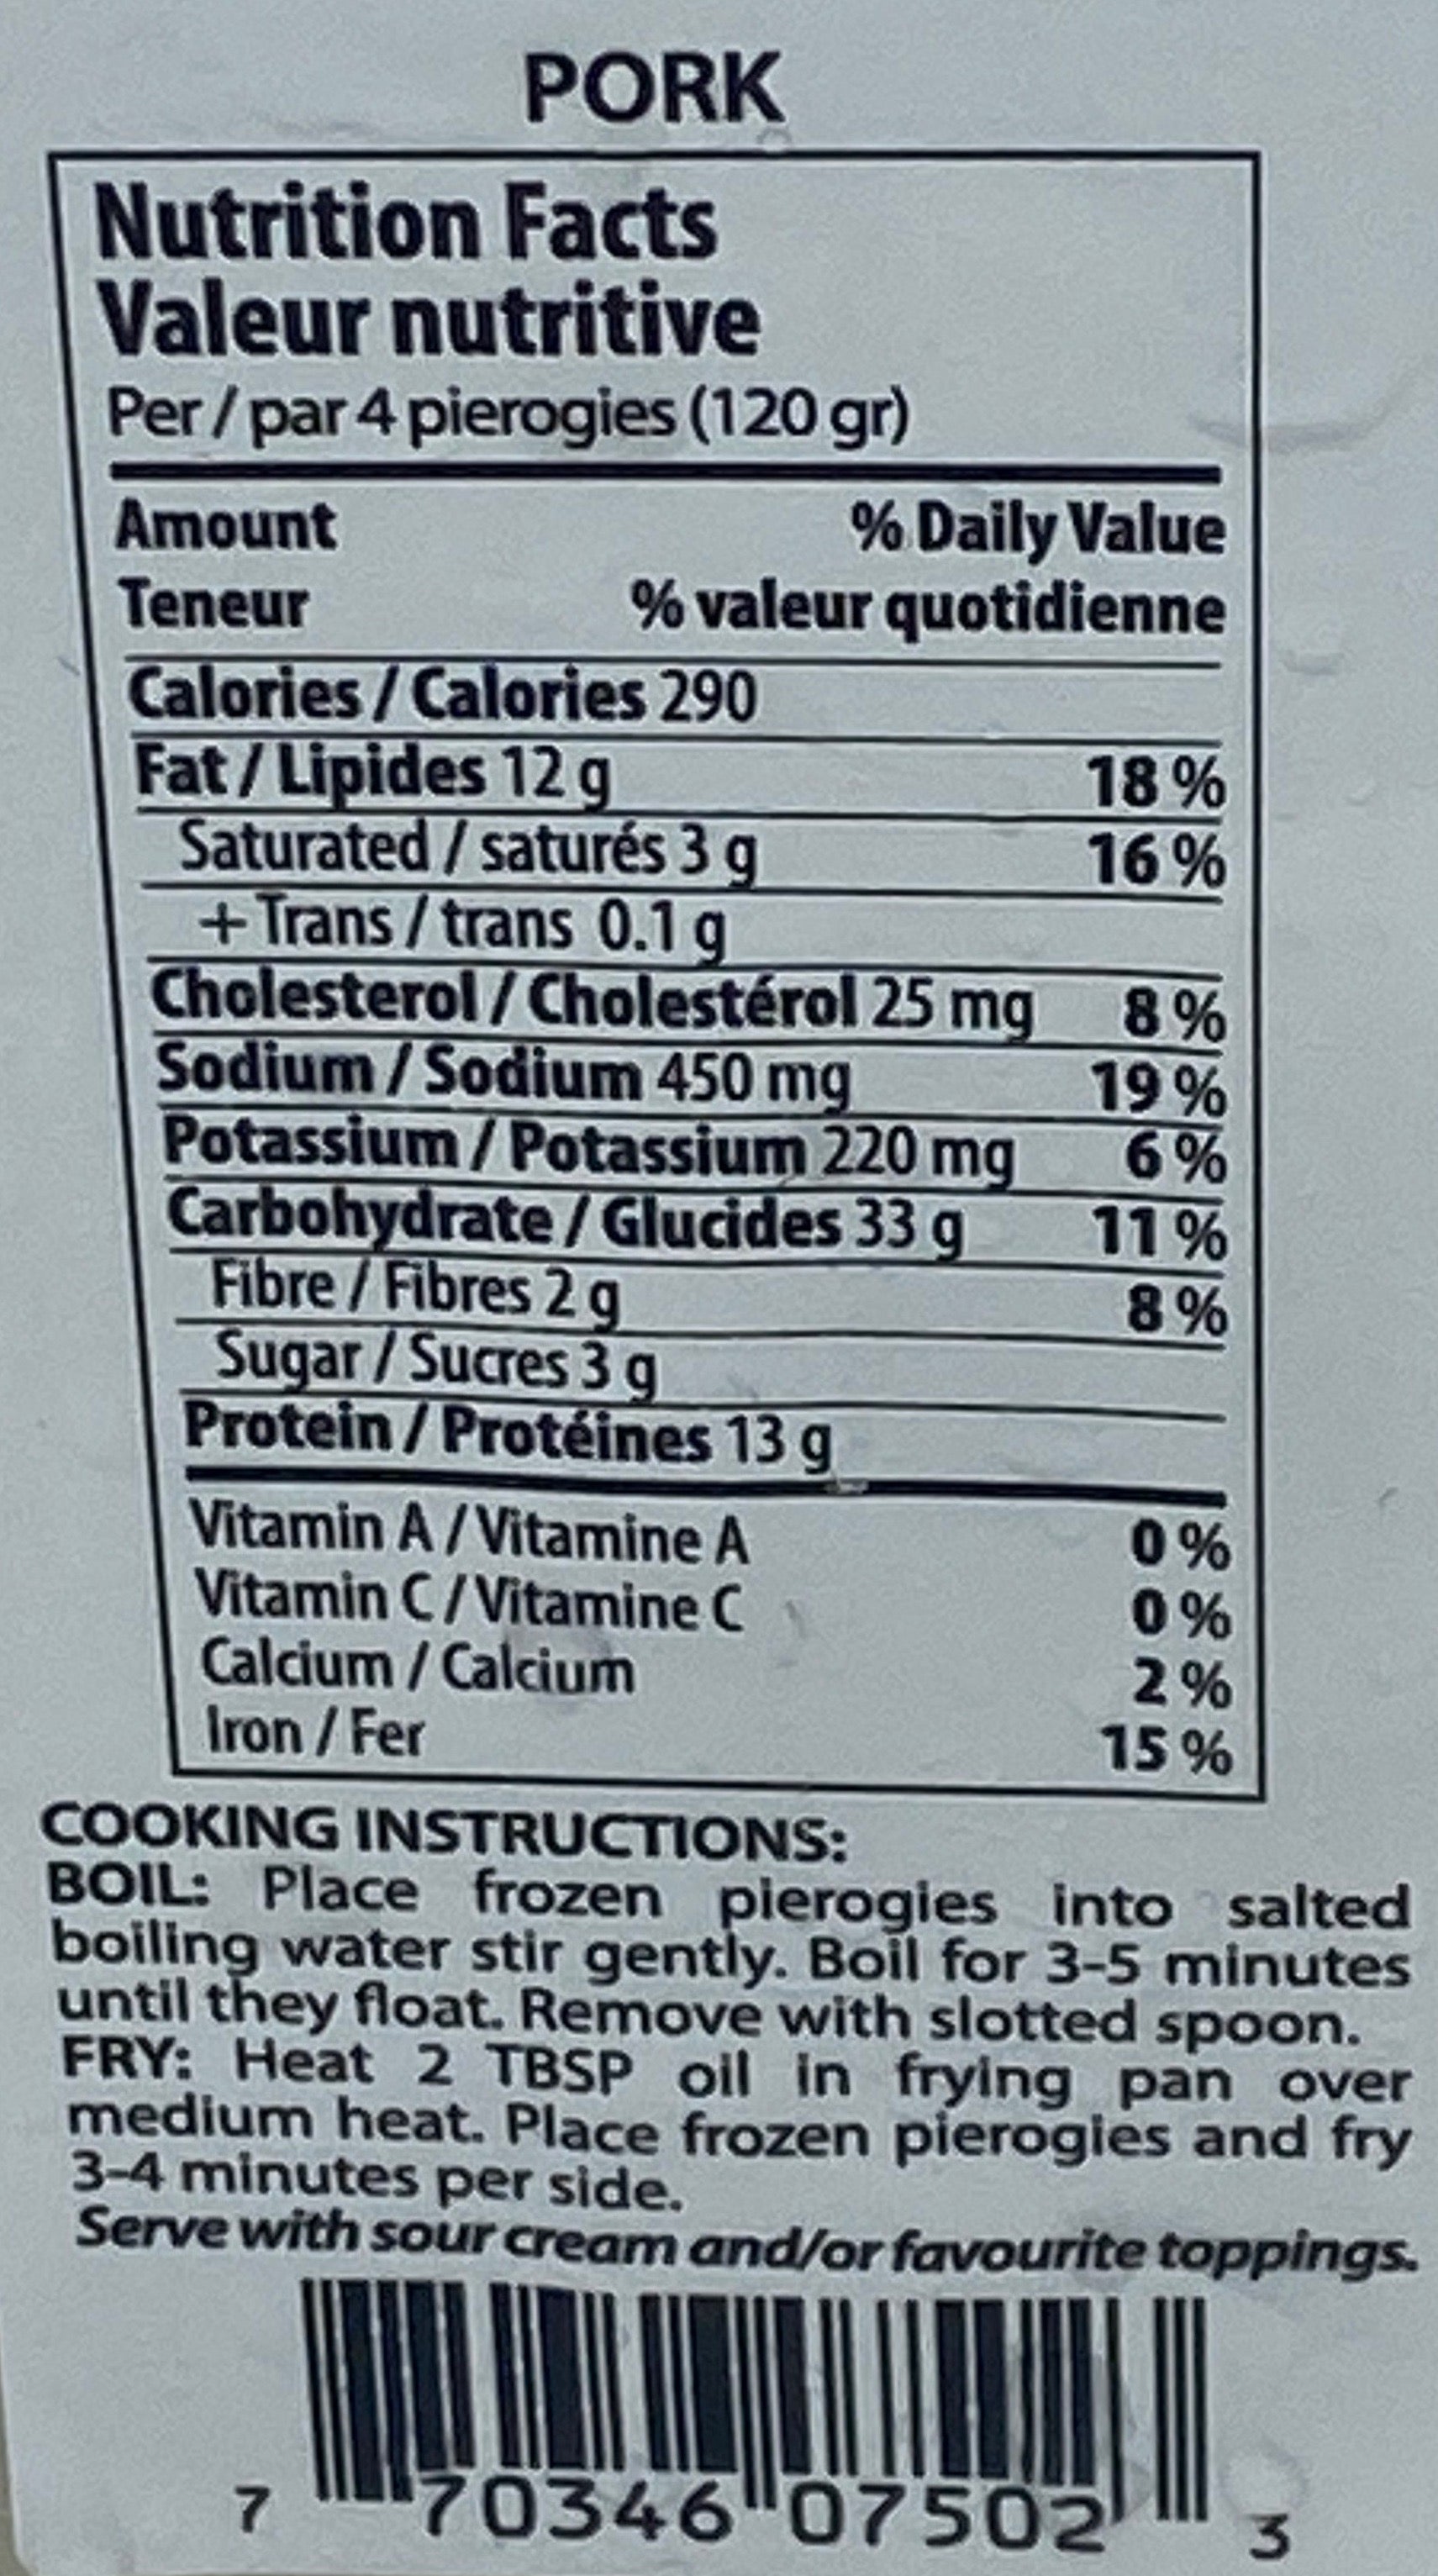 PORK
Nutrition Facts
Valeur nutritive
Per / par 4 pierogies (120 gr)
Amount % Daily Value
Teneur % valeur quotidienne
Calories / Calories 290
Fat / Lipides 12 g 18 %
Saturated / saturés 3 g 16 %
+ Trans / trans 0.1 g
Cholesterol / Cholestérol 25 mg 8 %
Sodium / Sodium 450 mg 19 %
Potassium / Potassium 220 mg 6 %
Carbohydrate / Glucides 33 g 11 %
Fibre / Fibres 2 g 8 %
Sugar / Sucres 3 g
Protein / Protéines 13 g
Vitamin A / Vitamine A 0 %
Vitamin C / Vitamine C 0 %
Calcium / Calcium 2 %
Iron / Fer 15 %
COOKING INSTRUCTIONS:
BOIL: Place frozen pierogies into salted
boiling water stir gently. Boil for 3-5 minutes
until they float. Remove with slotted spoon.
FRY: Heat 2 TBSP oil in frying pan over
medium heat. Place frozen pierogies and fry
3-4 minutes per side.
Serve with sour cream and/or favourite toppings.
7 70346 07502 3